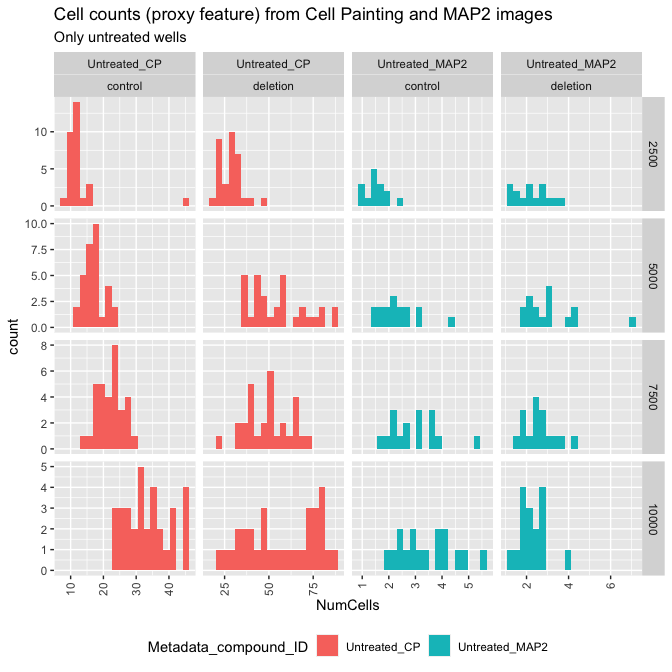 Cell counts (proxy feature) from Cell Painting and MAP2 images
Only untreated wells
Untreated_CP Untreated_CP Untreated_MAP2 Untreated_MAP2
control deletion control deletion
10
5
0
2500
10.0
7.5
5.0
2.5
0.0
5000
count
8
6
4
2
0
7500
5
4
3
2
1
0
10000
10 20 30 40 25 50 75 1 2 3 4 5 2 4 6
NumCells
Metadata_compound_ID Untreated_CP Untreated_MAP2